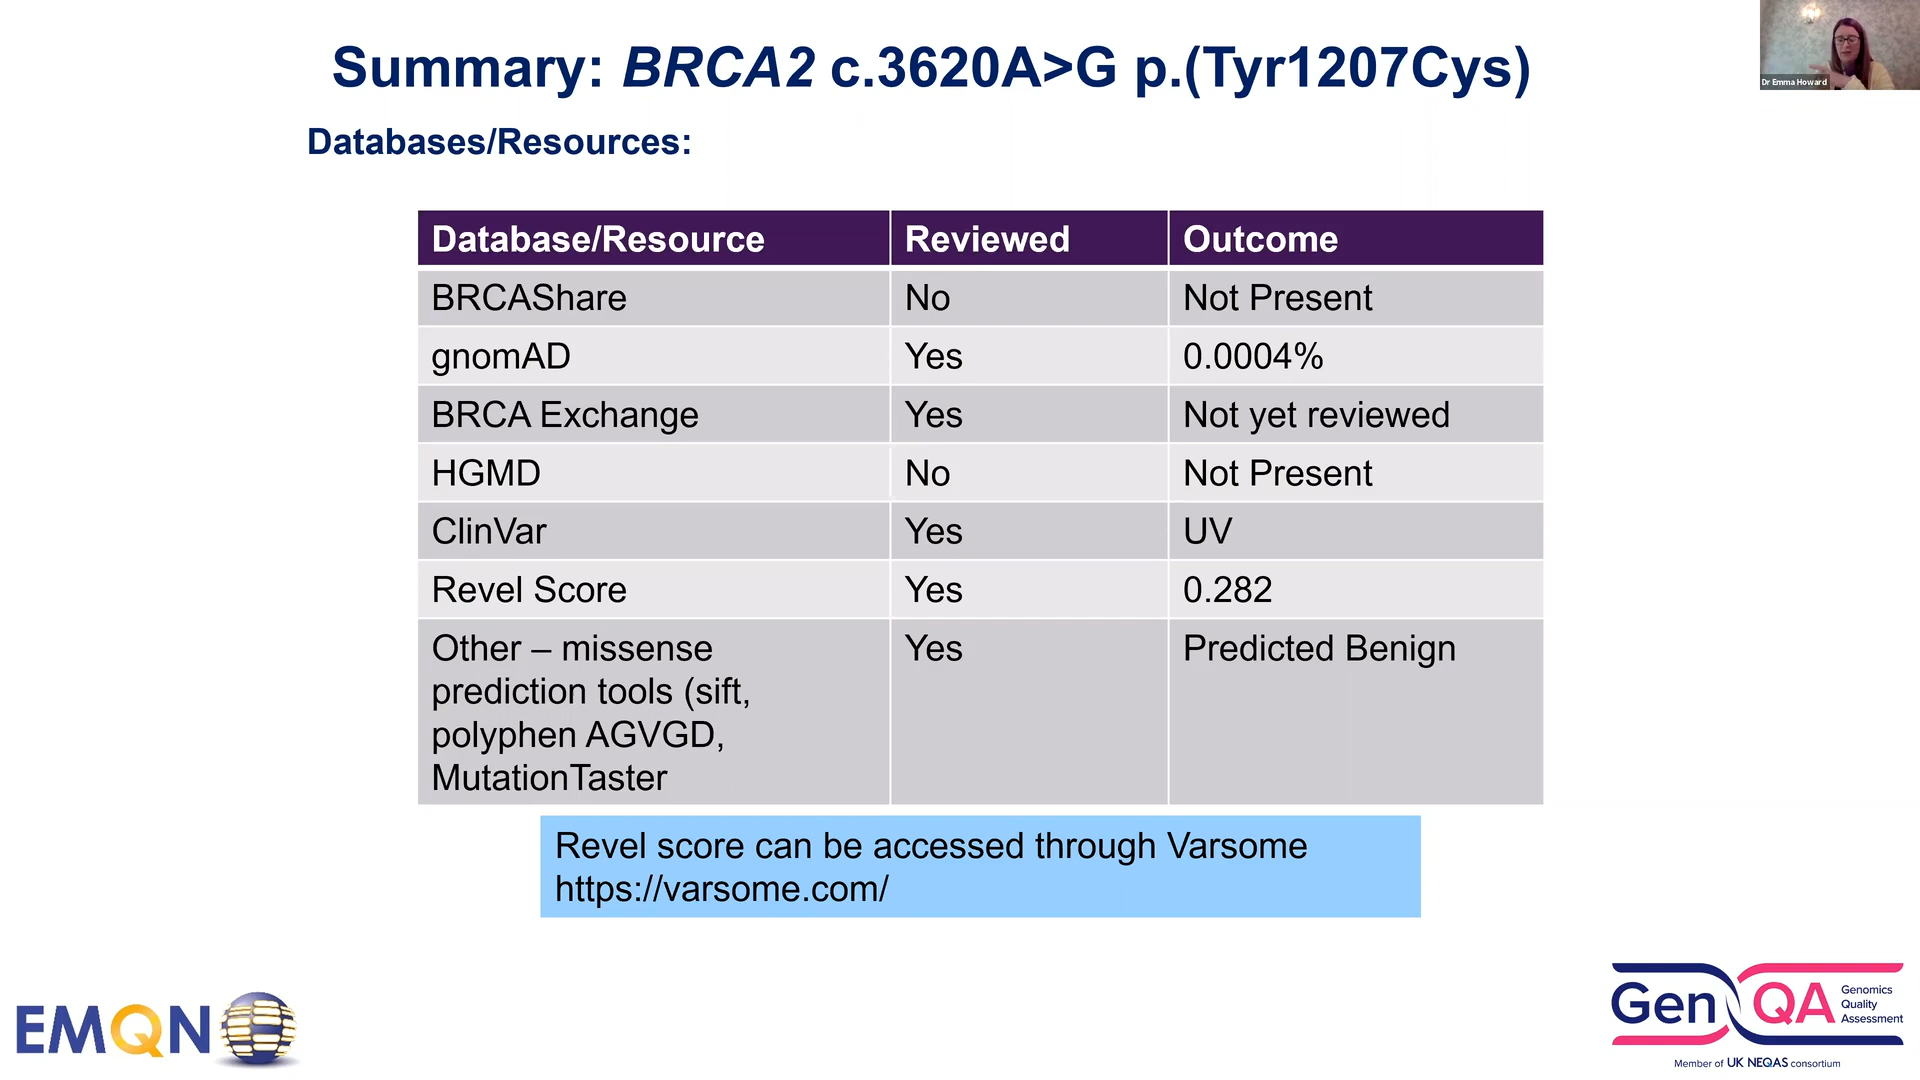 Summary: BRCA2 c.3620A>G p.(Tyr1207Cys)
Dr Emma Howard
Databases/Resources:
Database/Resource Reviewed Outcome
BRCAShare No Not Present
gnomAD Yes 0.0004%
BRCA Exchange Yes Not yet reviewed
HGMD No Not Present
ClinVar Yes UV
Revel Score Yes 0.282
Other – missense Yes Predicted Benign
prediction tools (sift,
polyphen AGVGD,
MutationTaster
Revel score can be accessed through Varsome
https://varsome.com/
EMQN
GenQA
Genomics
Quality
Assessment
Member of UK NEQAS consortium